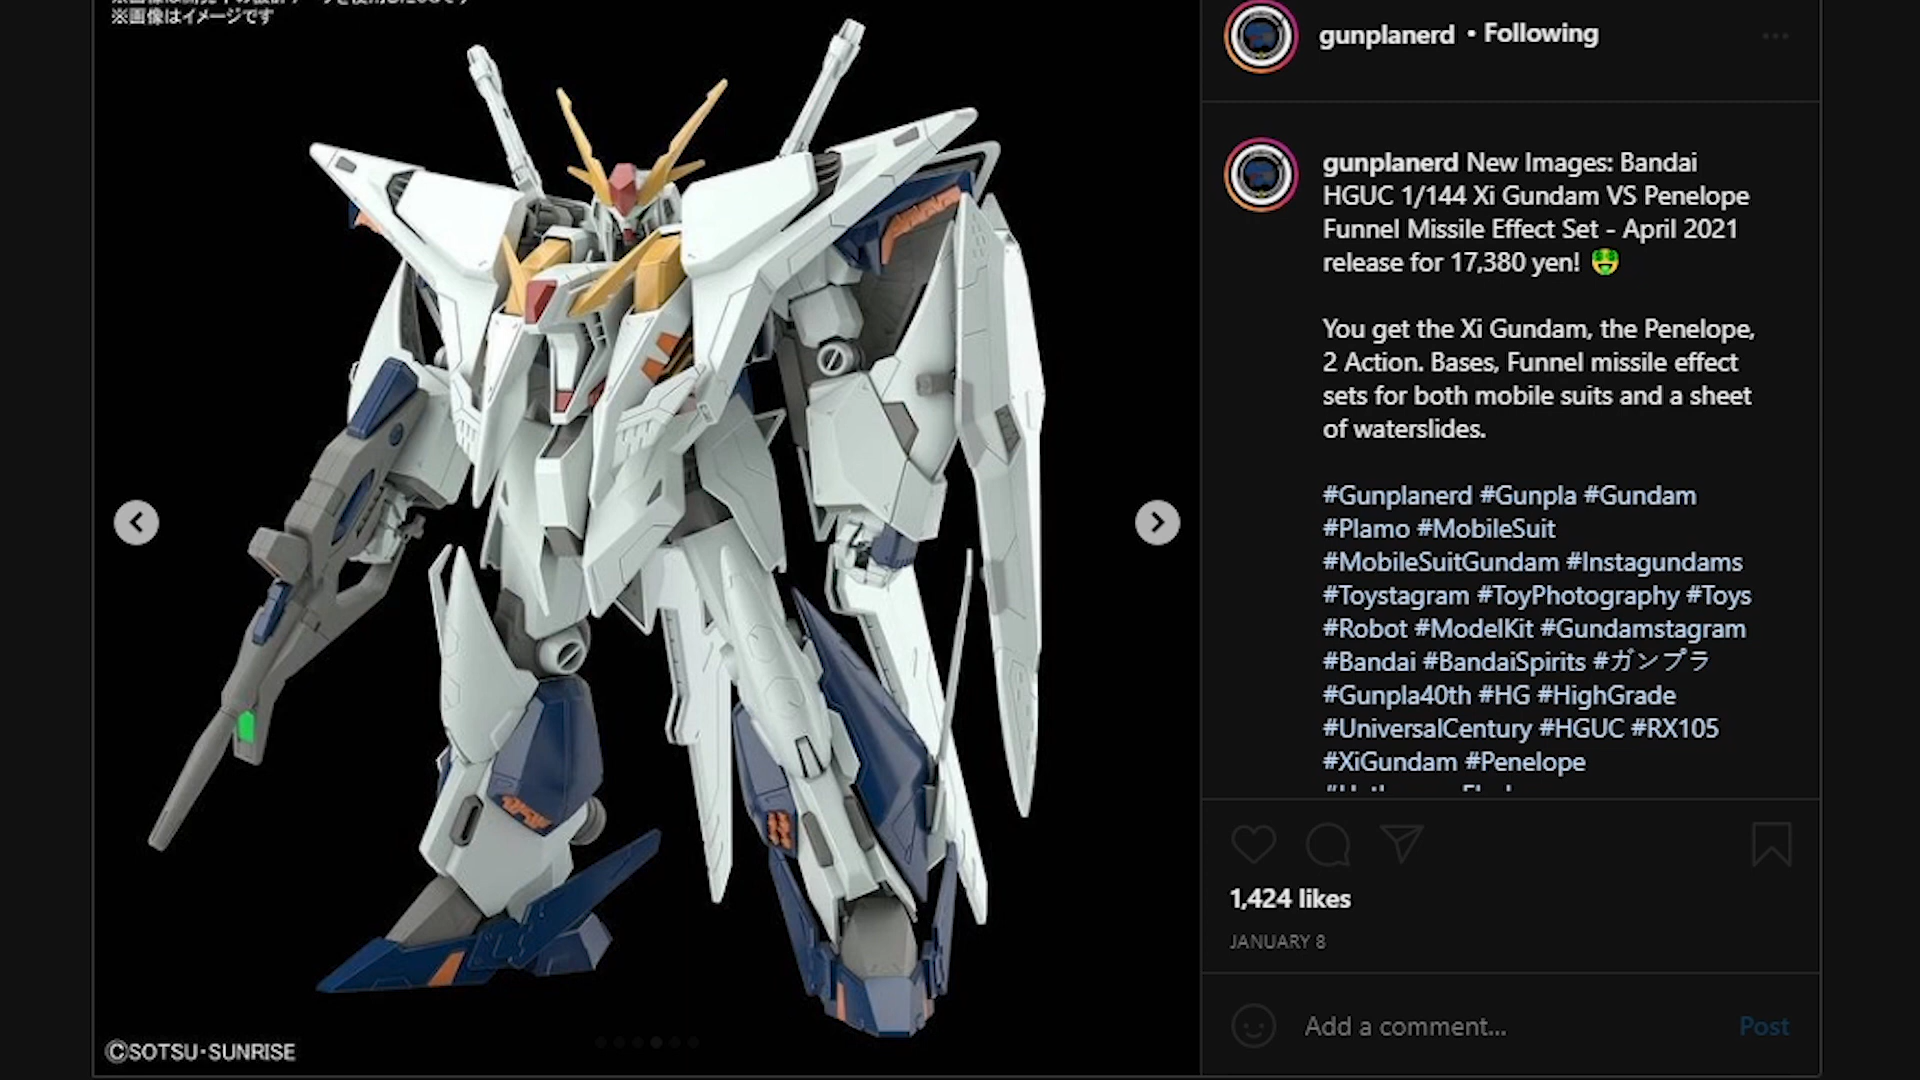 ※画像はイメージです
gunplanerd • Following
gunplanerd New Images: Bandai
HGUC 1/144 Xi Gundam VS Penelope
Funnel Missile Effect Set - April 2021
release for 17,380 yen! 🤑
You get the Xi Gundam, the Penelope,
2 Action. Bases, Funnel missile effect
sets for both mobile suits and a sheet
of waterslides.
#Gunplanerd #Gunpla #Gundam
#Plamo #MobileSuit
#MobileSuitGundam #Instagundams
#Toystagram #ToyPhotography #Toys
#Robot #ModelKit #Gundamstagram
#Bandai #BandaiSpirits #ガンプラ
#Gunpla40th #HG #HighGrade
#UniversalCentury #HGUC #RX105
#XiGundam #Penelope
1,424 likes
JANUARY 8
Add a comment...
Post
©SOTSU・SUNRISE